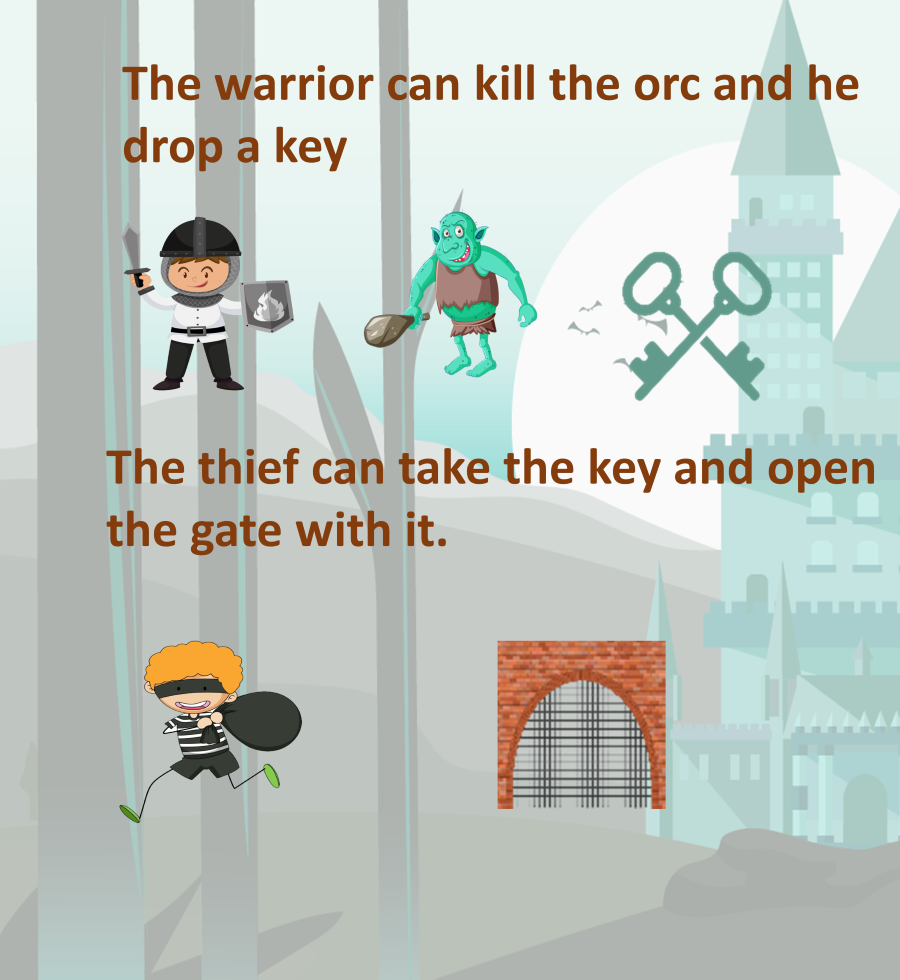 The warrior can kill the orc and he
drop a key
The thief can take the key and open
the gate with it.